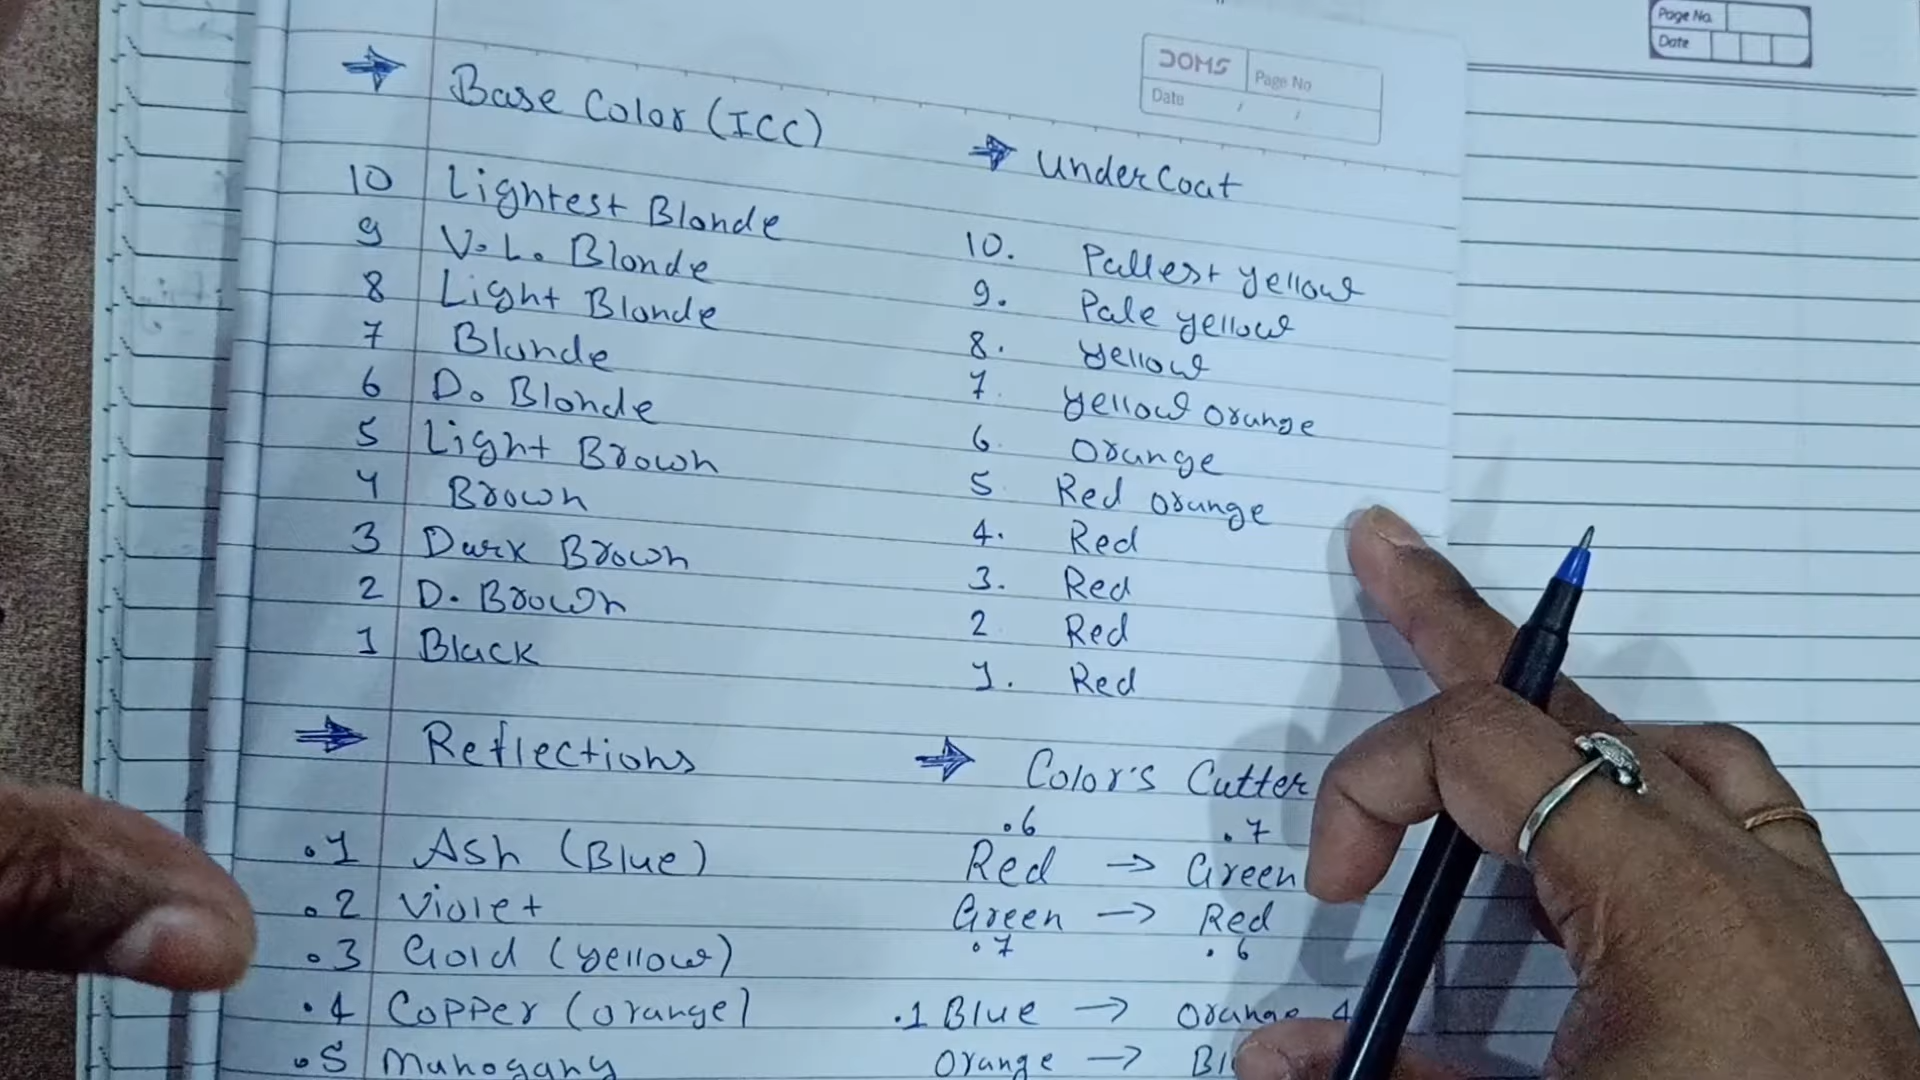 Page No.
Date
DOMS Page No
Date / /
Base Color (ICC)
10 Lightest Blonde
9 V.L. Blonde
8 Light Blonde
7 Blonde
6 D. Blonde
5 Light Brown
4 Brown
3 Dark Brown
2 D. Brown
1 Black
UnderCoat
10. Pallest yellow
9. Pale yellow
8. yellow
7. yellow orange
6. Orange
5. Red orange
4. Red
3. Red
2. Red
1. Red
Reflections
.1 Ash (Blue)
.2 Violet
.3 Gold (yellow)
.4 Copper (orange)
.5 Mahogany
Color's Cutter
.6 .7
Red → Green
Green → Red
.7 .6
.1 Blue → Orange 4
Orange →